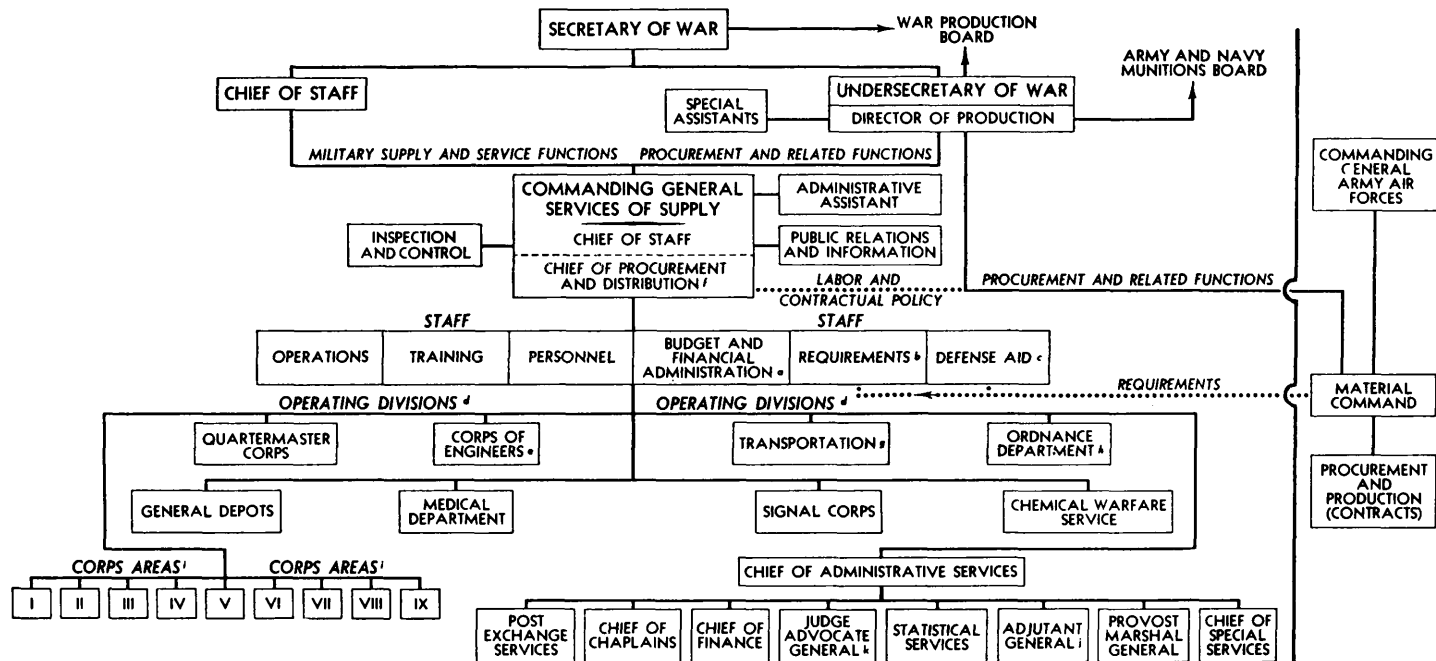 SECRETARY OF WAR
WAR PRODUCTION
BOARD
ARMY AND NAVY
MUNITIONS BOARD
CHIEF OF STAFF
UNDERSECRETARY OF WAR
DIRECTOR OF PRODUCTION
SPECIAL
ASSISTANTS
MILITARY SUPPLY AND SERVICE FUNCTIONS
PROCUREMENT AND RELATED FUNCTIONS
COMMANDING
GENERAL
ARMY AIR
FORCES
COMMANDING GENERAL
SERVICES OF SUPPLY
CHIEF OF STAFF
CHIEF OF PROCUREMENT
AND DISTRIBUTION f
ADMINISTRATIVE
ASSISTANT
INSPECTION
AND CONTROL
PUBLIC RELATIONS
AND INFORMATION
LABOR AND
CONTRACTUAL POLICY
PROCUREMENT AND RELATED FUNCTIONS
STAFF
STAFF
OPERATIONS
TRAINING
PERSONNEL
BUDGET AND
FINANCIAL
ADMINISTRATION a
REQUIREMENTS b
DEFENSE AID c
REQUIREMENTS
MATERIAL
COMMAND
OPERATING DIVISIONS d
OPERATING DIVISIONS d
QUARTERMASTER
CORPS
CORPS OF
ENGINEERS e
TRANSPORTATION g
ORDNANCE
DEPARTMENT h
PROCUREMENT
AND
PRODUCTION
(CONTRACTS)
GENERAL DEPOTS
MEDICAL
DEPARTMENT
SIGNAL CORPS
CHEMICAL WARFARE
SERVICE
CORPS AREAS i
CORPS AREAS i
I
II
III
IV
V
VI
VII
VIII
IX
CHIEF OF ADMINISTRATIVE SERVICES
POST
EXCHANGE
SERVICES
CHIEF OF
CHAPLAINS
CHIEF OF
FINANCE
JUDGE
ADVOCATE
GENERAL k
STATISTICAL
SERVICES
ADJUTANT
GENERAL j
PROVOST
MARSHAL
GENERAL
CHIEF OF
SPECIAL
SERVICES